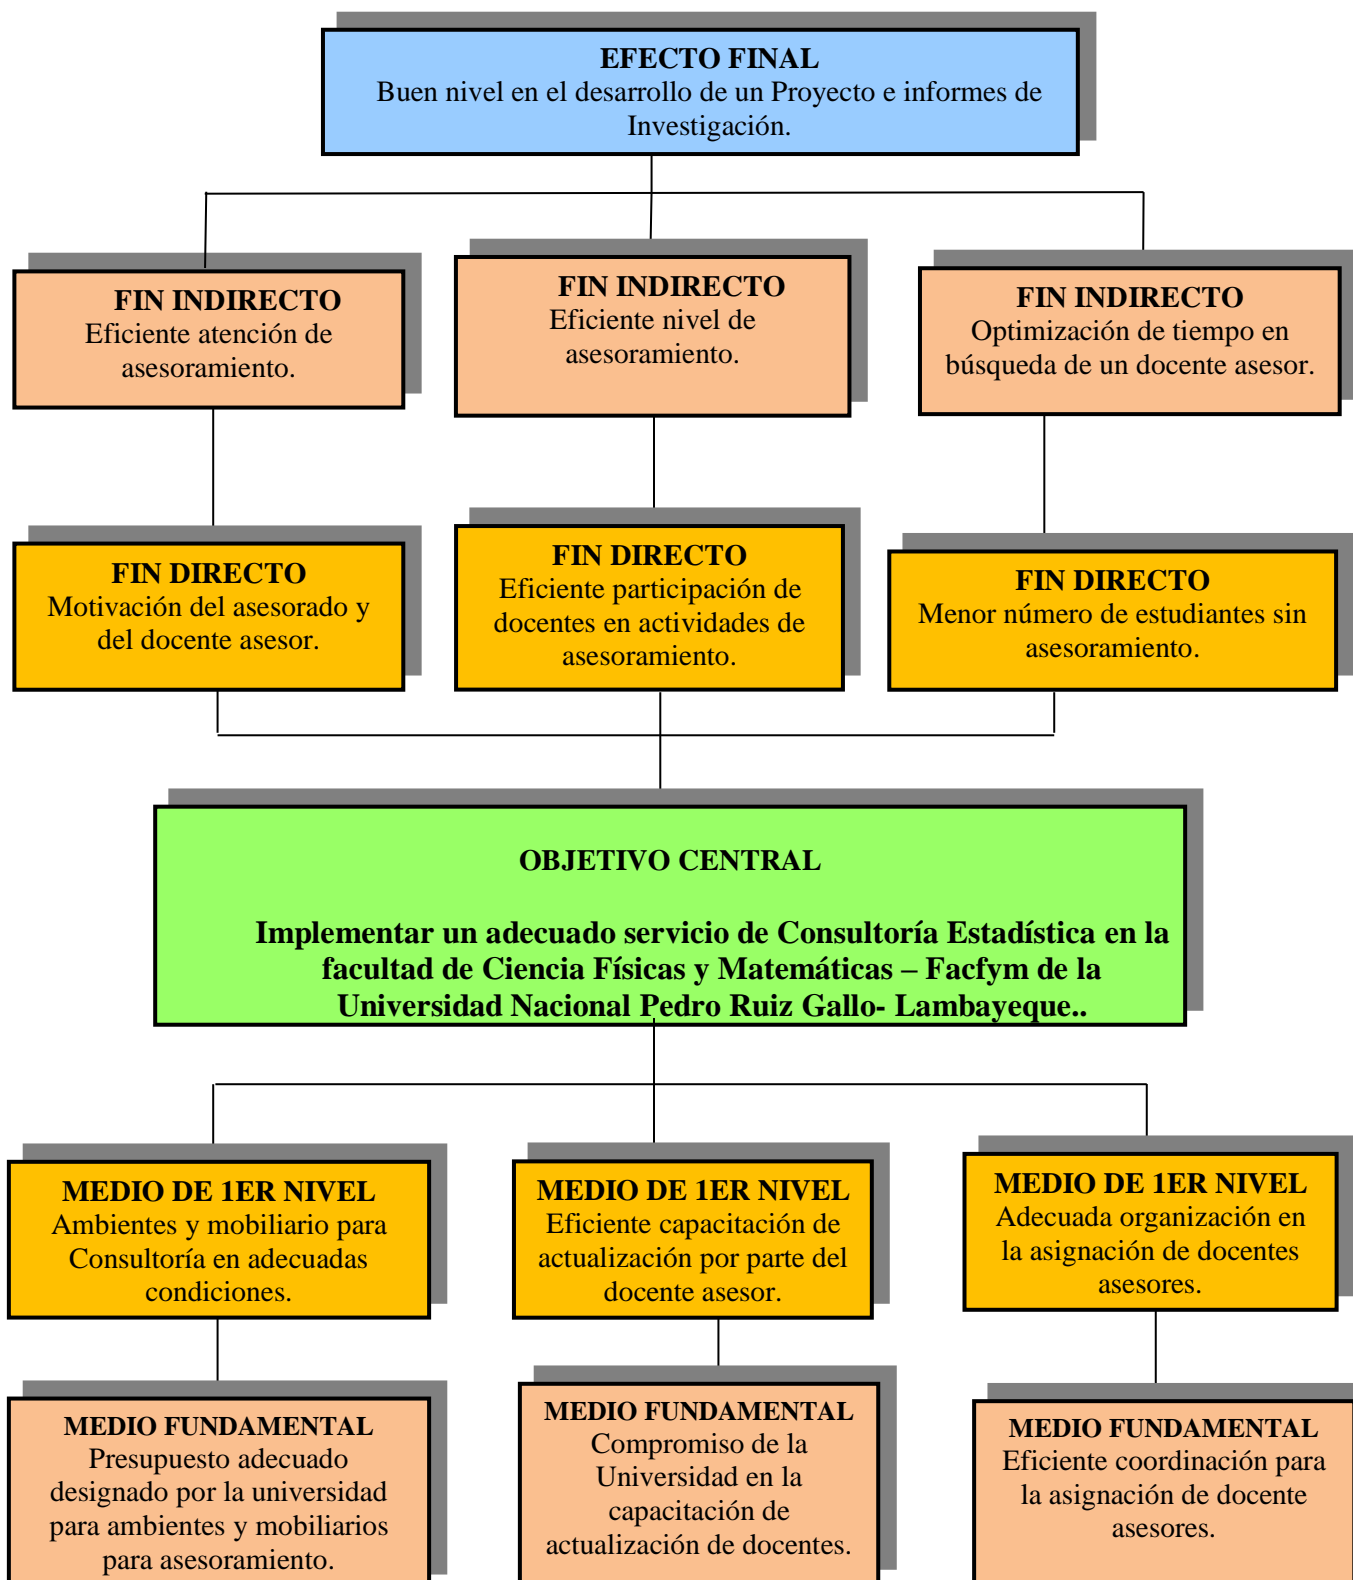 EFECTO FINAL
Buen nivel en el desarrollo de un Proyecto e informes de
Investigación.
FIN INDIRECTO
Eficiente atención de
asesoramiento.
FIN INDIRECTO
Eficiente nivel de
asesoramiento.
FIN INDIRECTO
Optimización de tiempo en
búsqueda de un docente asesor.
FIN DIRECTO
Motivación del asesorado y
del docente asesor.
FIN DIRECTO
Eficiente participación de
docentes en actividades de
asesoramiento.
FIN DIRECTO
Menor número de estudiantes sin
asesoramiento.
OBJETIVO CENTRAL
Implementar un adecuado servicio de Consultoría Estadística en la
facultad de Ciencia Físicas y Matemáticas – Facfym de la
Universidad Nacional Pedro Ruiz Gallo- Lambayeque..
MEDIO DE 1ER NIVEL
Ambientes y mobiliario para
Consultoría en adecuadas
condiciones.
MEDIO DE 1ER NIVEL
Eficiente capacitación de
actualización por parte del
docente asesor.
MEDIO DE 1ER NIVEL
Adecuada organización en
la asignación de docentes
asesores.
MEDIO FUNDAMENTAL
Presupuesto adecuado
designado por la universidad
para ambientes y mobiliarios
para asesoramiento.
MEDIO FUNDAMENTAL
Compromiso de la
Universidad en la
capacitación de
actualización de docentes.
MEDIO FUNDAMENTAL
Eficiente coordinación para
la asignación de docente
asesores.